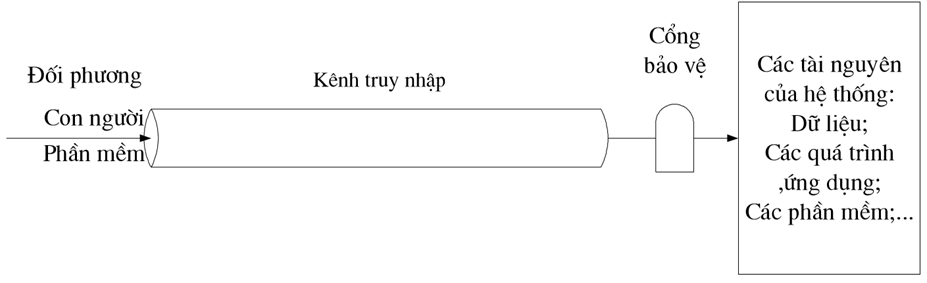 Đối phương
Con người
Phần mềm
Kênh truy nhập
Cổng
bảo vệ
Các tài nguyên
của hệ thống:
Dữ liệu;
Các quá trình
,ứng dụng;
Các phần mềm;...